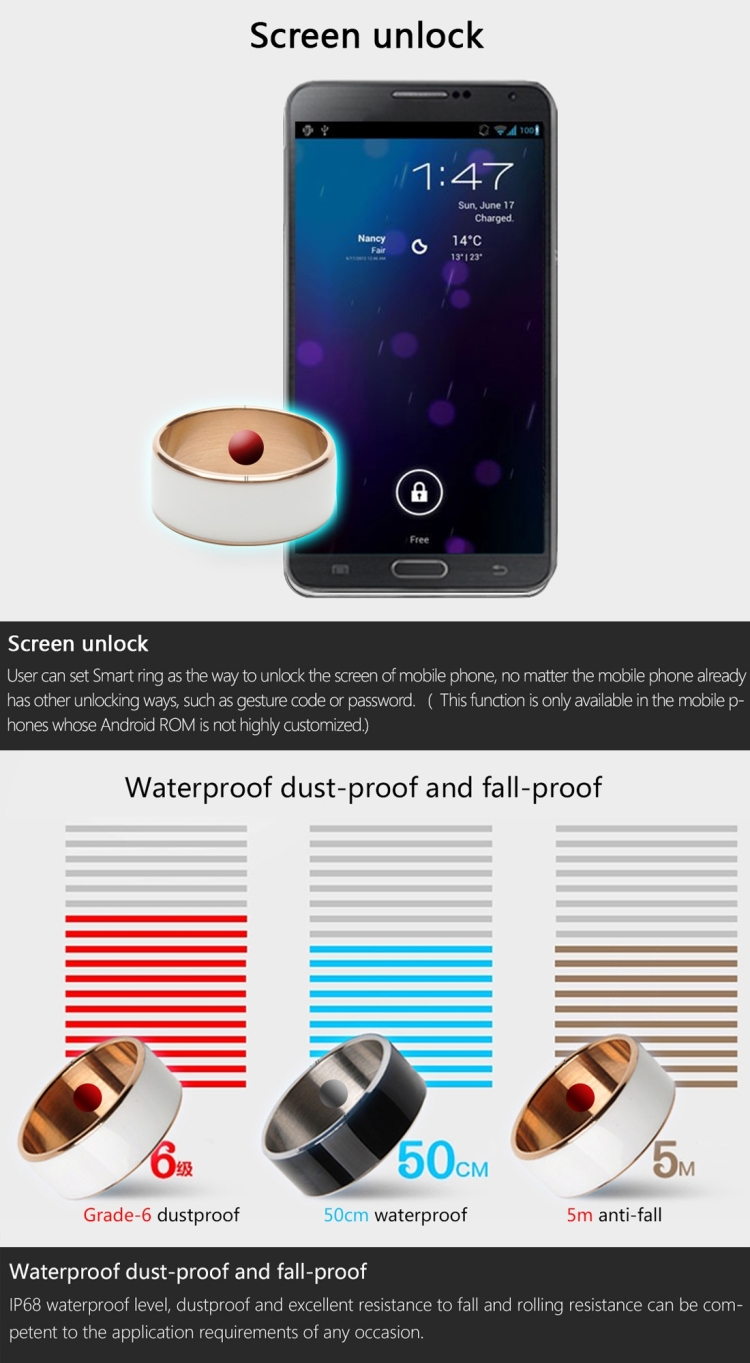 Screen unlock
100
1:47
Sun, June 17
Charged.
Nancy
Fair
14°C
13° | 23°
Free
Screen unlock
User can set Smart ring as the way to unlock the screen of mobile phone, no matter the mobile phone already
has other unlocking ways, such as gesture code or password. ( This function is only available in the mobile p-
hones whose Android ROM is not highly customized.)
Waterproof dust-proof and fall-proof
6级
50CM
5M
Grade-6 dustproof
50cm waterproof
5m anti-fall
Waterproof dust-proof and fall-proof
IP68 waterproof level, dustproof and excellent resistance to fall and rolling resistance can be com-
petent to the application requirements of any occasion.